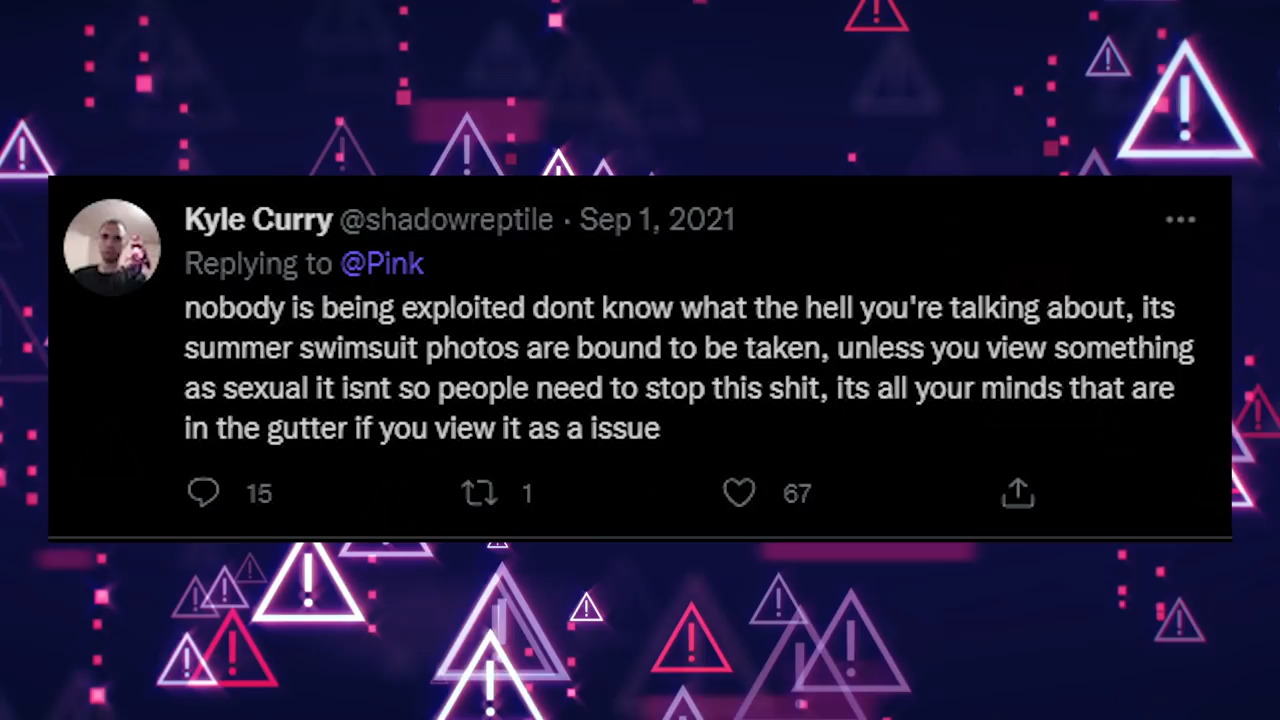 Kyle Curry @shadowreptile · Sep 1, 2021
Replying to @Pink
nobody is being exploited dont know what the hell you're talking about, its
summer swimsuit photos are bound to be taken, unless you view something
as sexual it isnt so people need to stop this shit, its all your minds that are
in the gutter if you view it as a issue
15 1 67